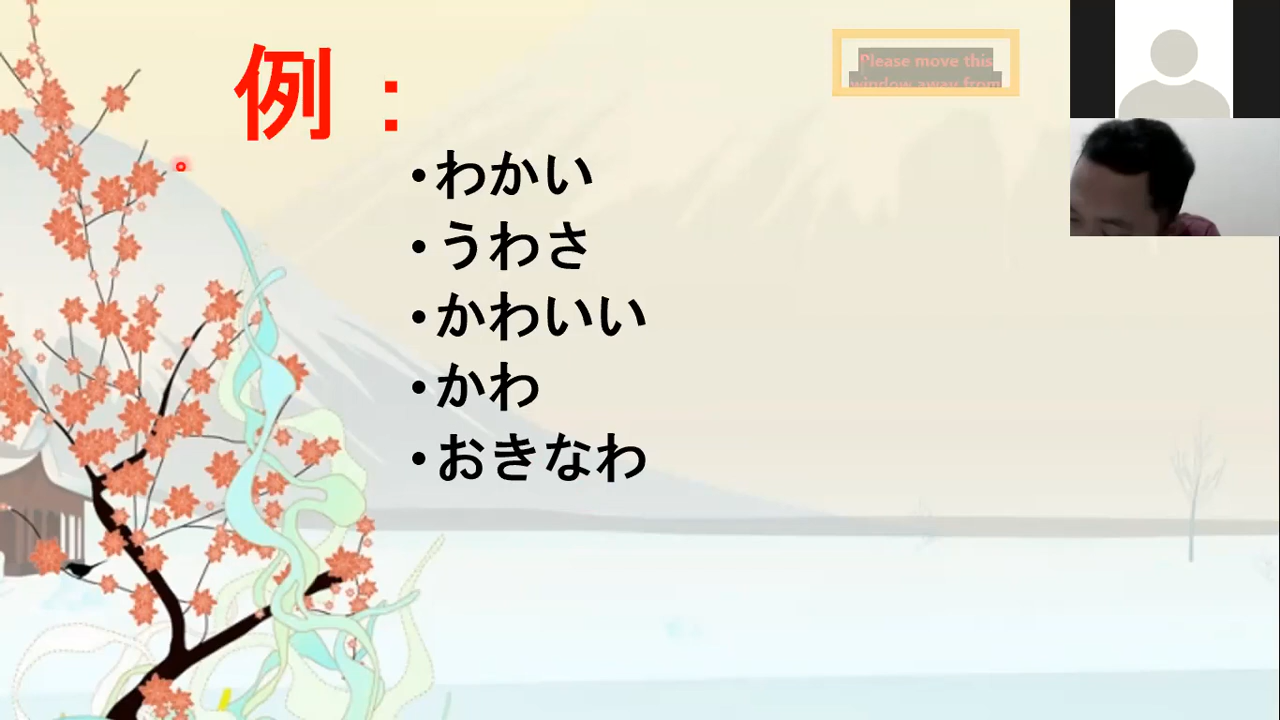 例：
Please move this
window away from
・わかい
・うわさ
・かわいい
・かわ
・おきなわ